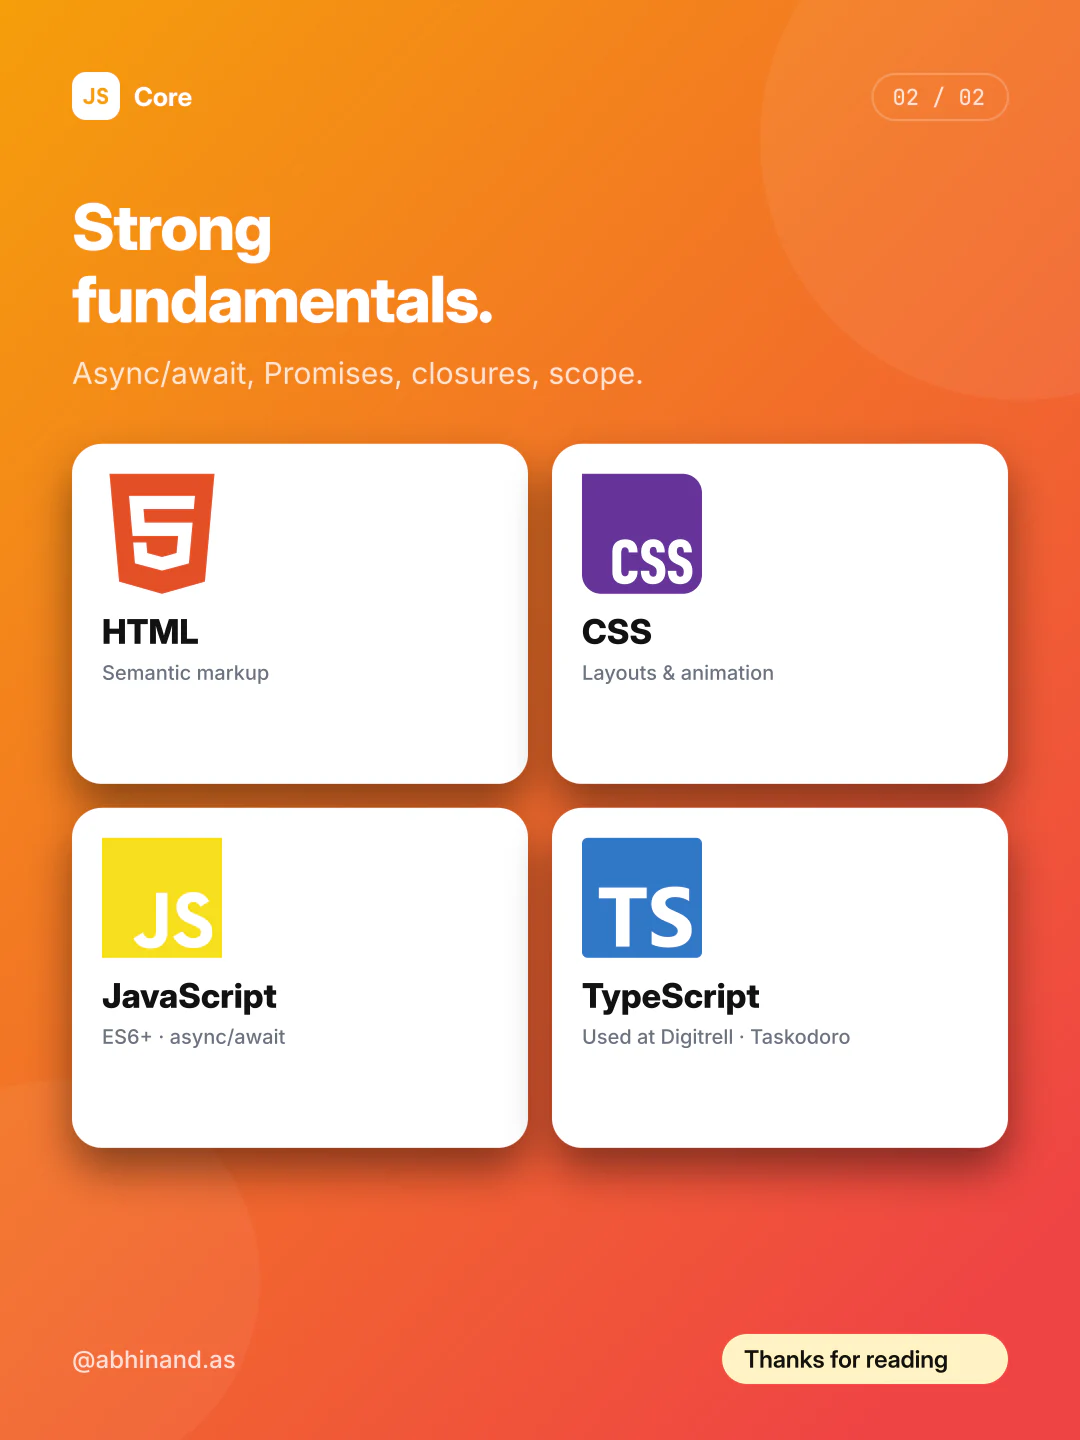 JS Core
02 / 02
Strong
fundamentals.
Async/await, Promises, closures, scope.
5
HTML
Semantic markup
CSS
CSS
Layouts & animation
JS
JavaScript
ES6+ · async/await
TS
TypeScript
Used at Digitrell · Taskodoro
@abhinand.as
Thanks for reading